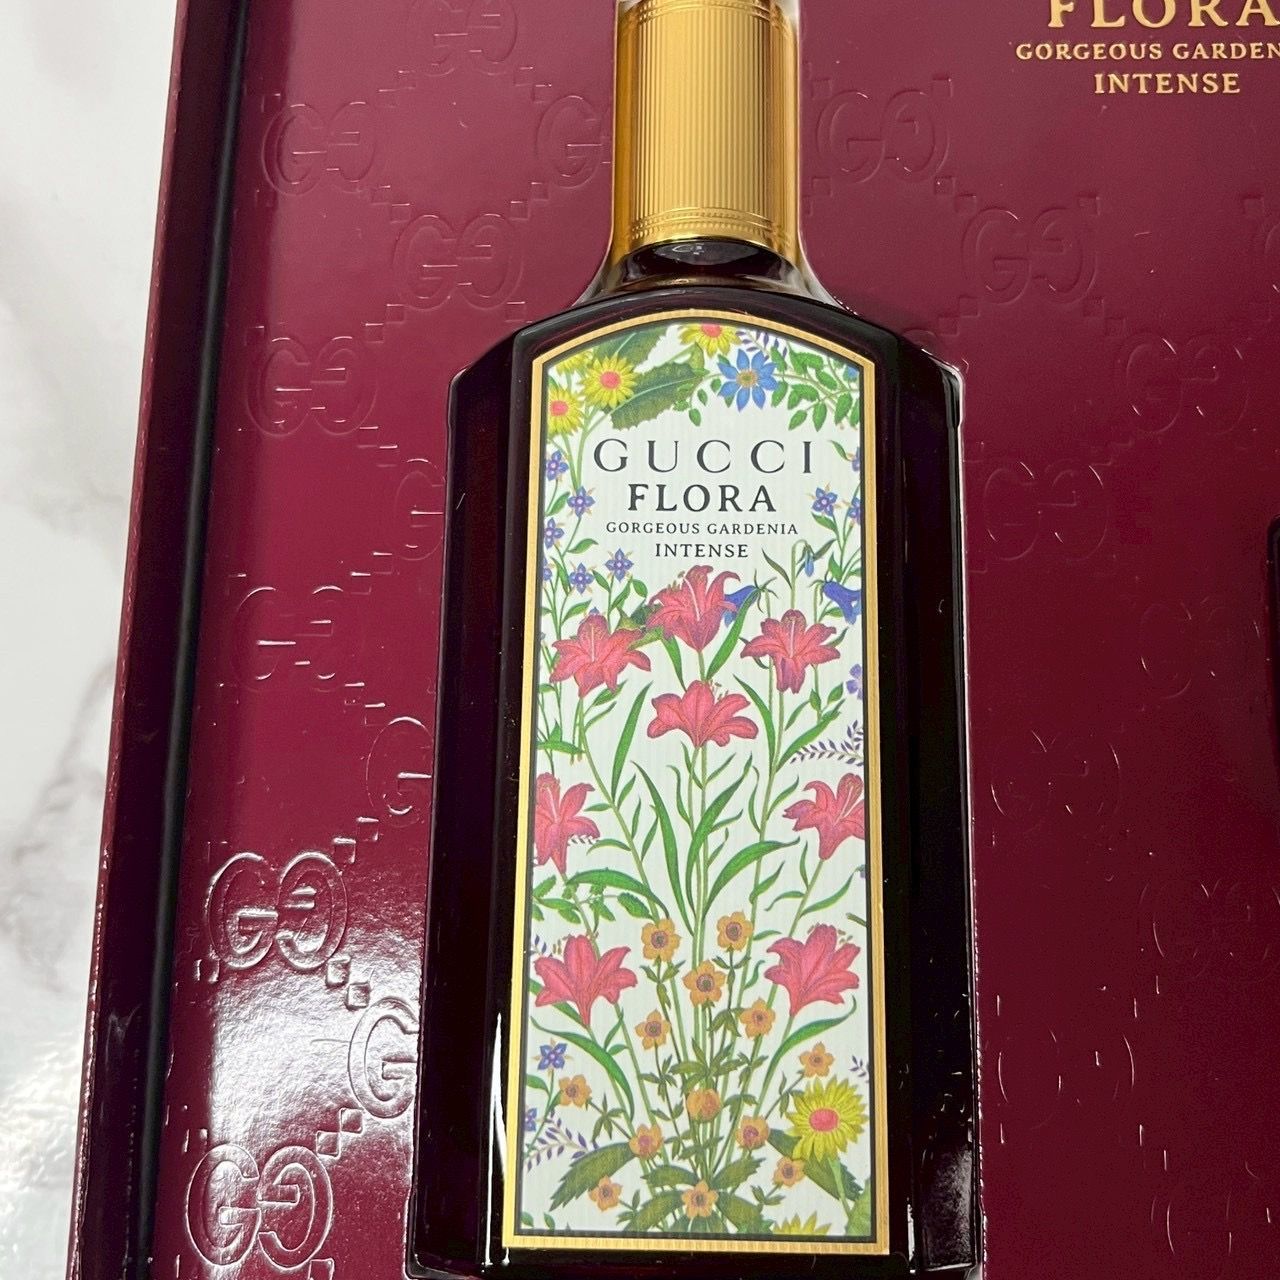 FLORA
GORGEOUS GARDEN
INTENSE
GUCCI
FLORA
GORGEOUS GARDENIA
INTENSE